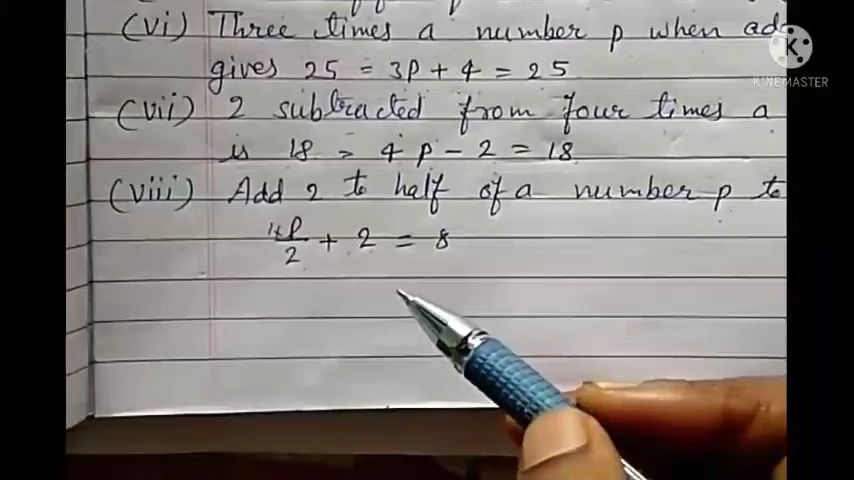 (vi) Three times a number p when
gives 25 = 3p + 4 = 25
(vii) 2 subtracted from four times a
is 18 = 4p - 2 = 18
(viii) Add 2 to half of a number p to
p/2 + 2 = 8
K
KINEMASTER